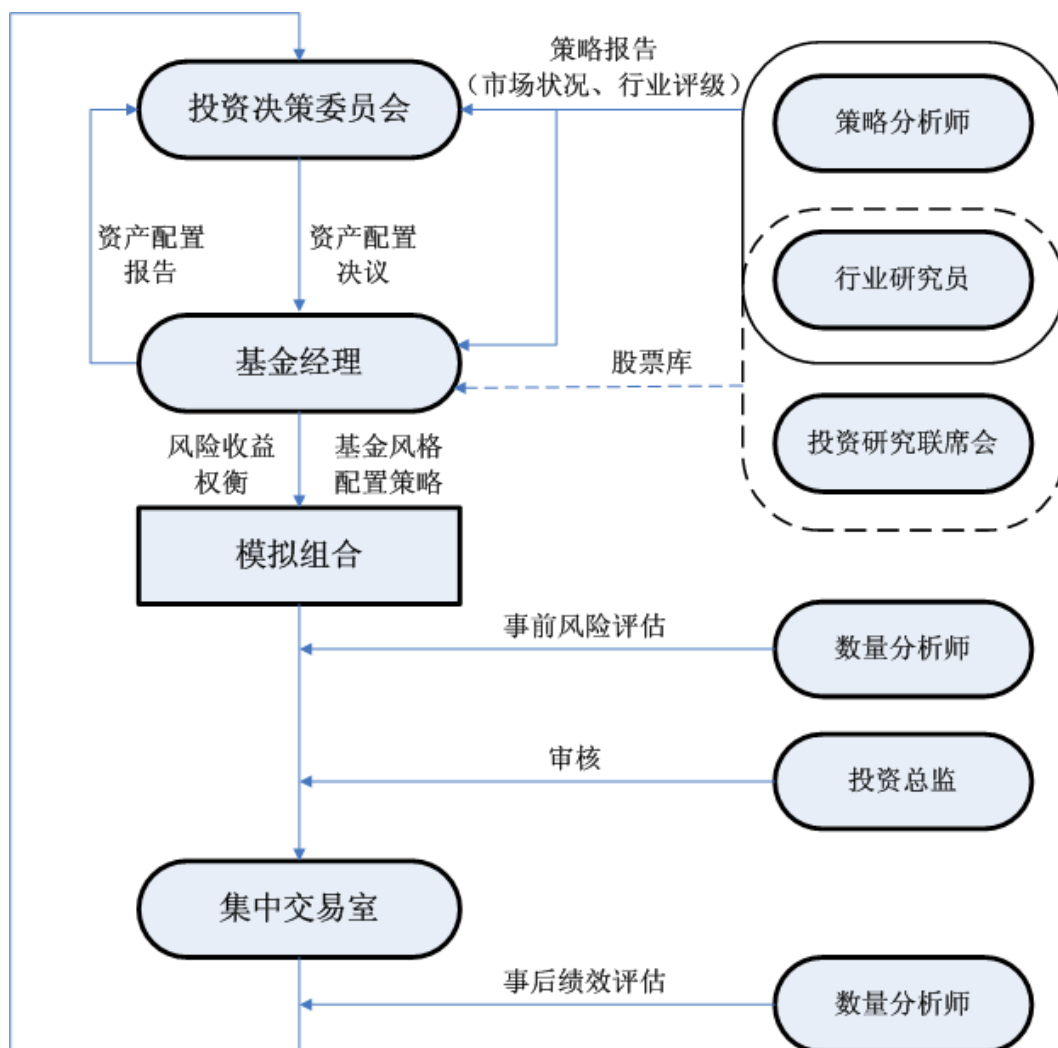 策略报告
（市场状况、行业评级）
投资决策委员会
策略分析师
资产配置
报告
资产配置
决议
行业研究员
基金经理
股票库
风险收益
权衡
基金风格
配置策略
投资研究联席会
模拟组合
事前风险评估
数量分析师
审核
投资总监
集中交易室
事后绩效评估
数量分析师